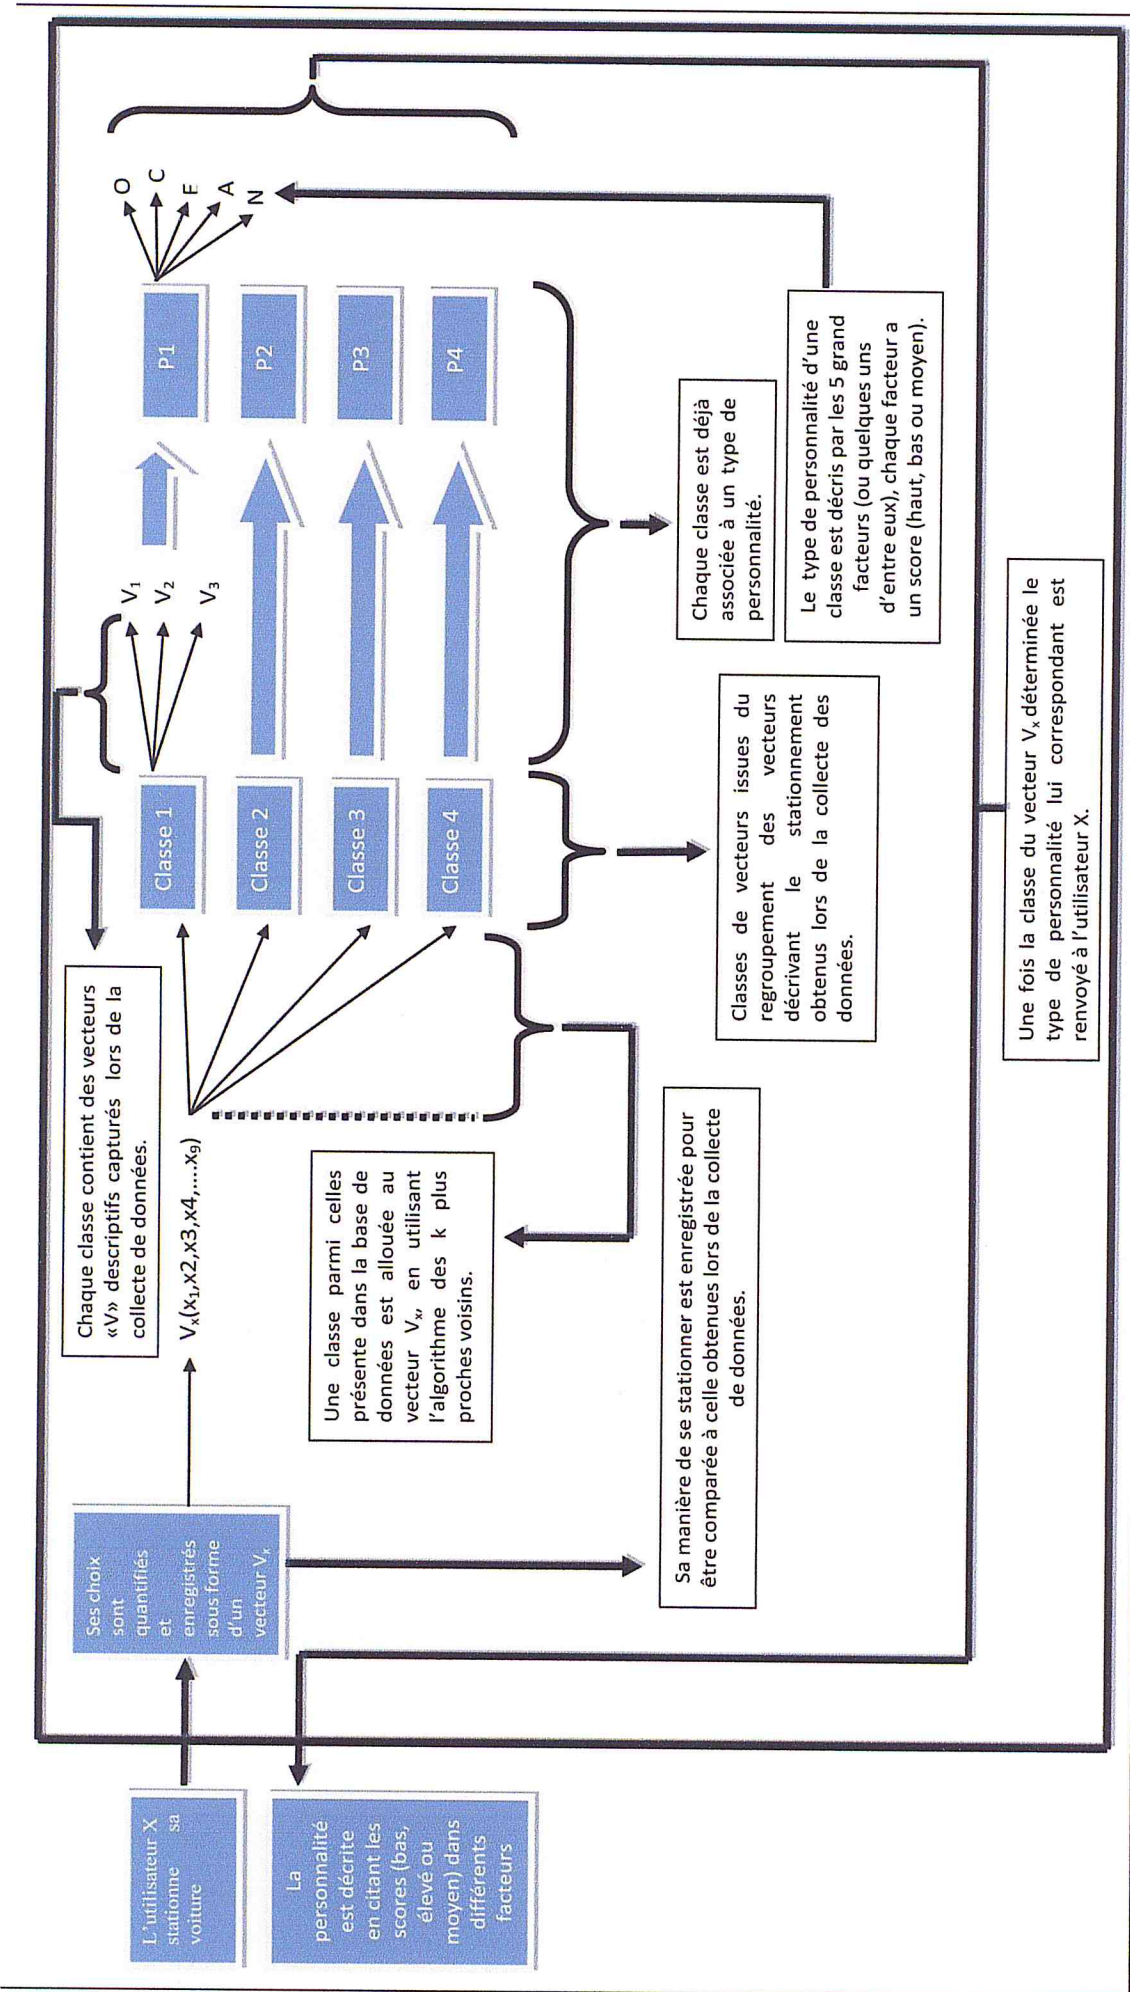 L'utilisateur X
stationne sa
voiture
Ses choix
sont
quantifiés
et
enregistrés
sous forme
d'un
vecteur Vₓ
La
personnalité
est décrite
en citant les
scores (bas,
élevé ou
moyen) dans
différents
facteurs
Chaque classe contient des vecteurs
«V» descriptifs capturés lors de la
collecte de données.
Vₓ(x₁,x2,x3,x4,....x₉)
Une classe parmi celles
présente dans la base de
données est allouée au
vecteur Vₓ, en utilisant
l'algorithme des k plus
proches voisins.
Sa manière de se stationner est enregistrée pour
être comparée à celle obtenues lors de la collecte
de données.
Classe 1
Classe 2
Classe 3
Classe 4
V₁
V₂
V₃
P1
P2
P3
P4
O
C
E
A
N
Classes de vecteurs issues du
regroupement des vecteurs
décrivant le stationnement
obtenus lors de la collecte des
données.
Chaque classe est déjà
associée à un type de
personnalité.
Le type de personnalité d'une
classe est décris par les 5 grand
facteurs (ou quelques uns
d'entre eux), chaque facteur a
un score (haut, bas ou moyen).
Une fois la classe du vecteur Vₓ déterminée le
type de personalité lui correspondant est
renvoyé à l'utilisateur X.